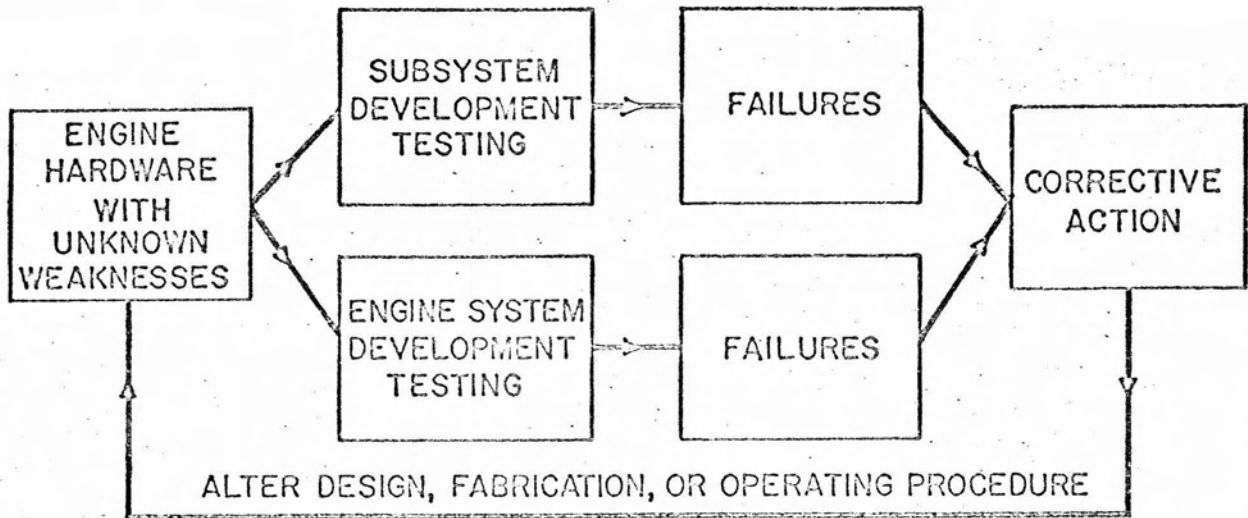 ENGINE
HARDWARE
WITH
UNKNOWN
WEAKNESSES
SUBSYSTEM
DEVELOPMENT
TESTING
FAILURES
ENGINE SYSTEM
DEVELOPMENT
TESTING
FAILURES
CORRECTIVE
ACTION
ALTER DESIGN, FABRICATION, OR OPERATING PROCEDURE